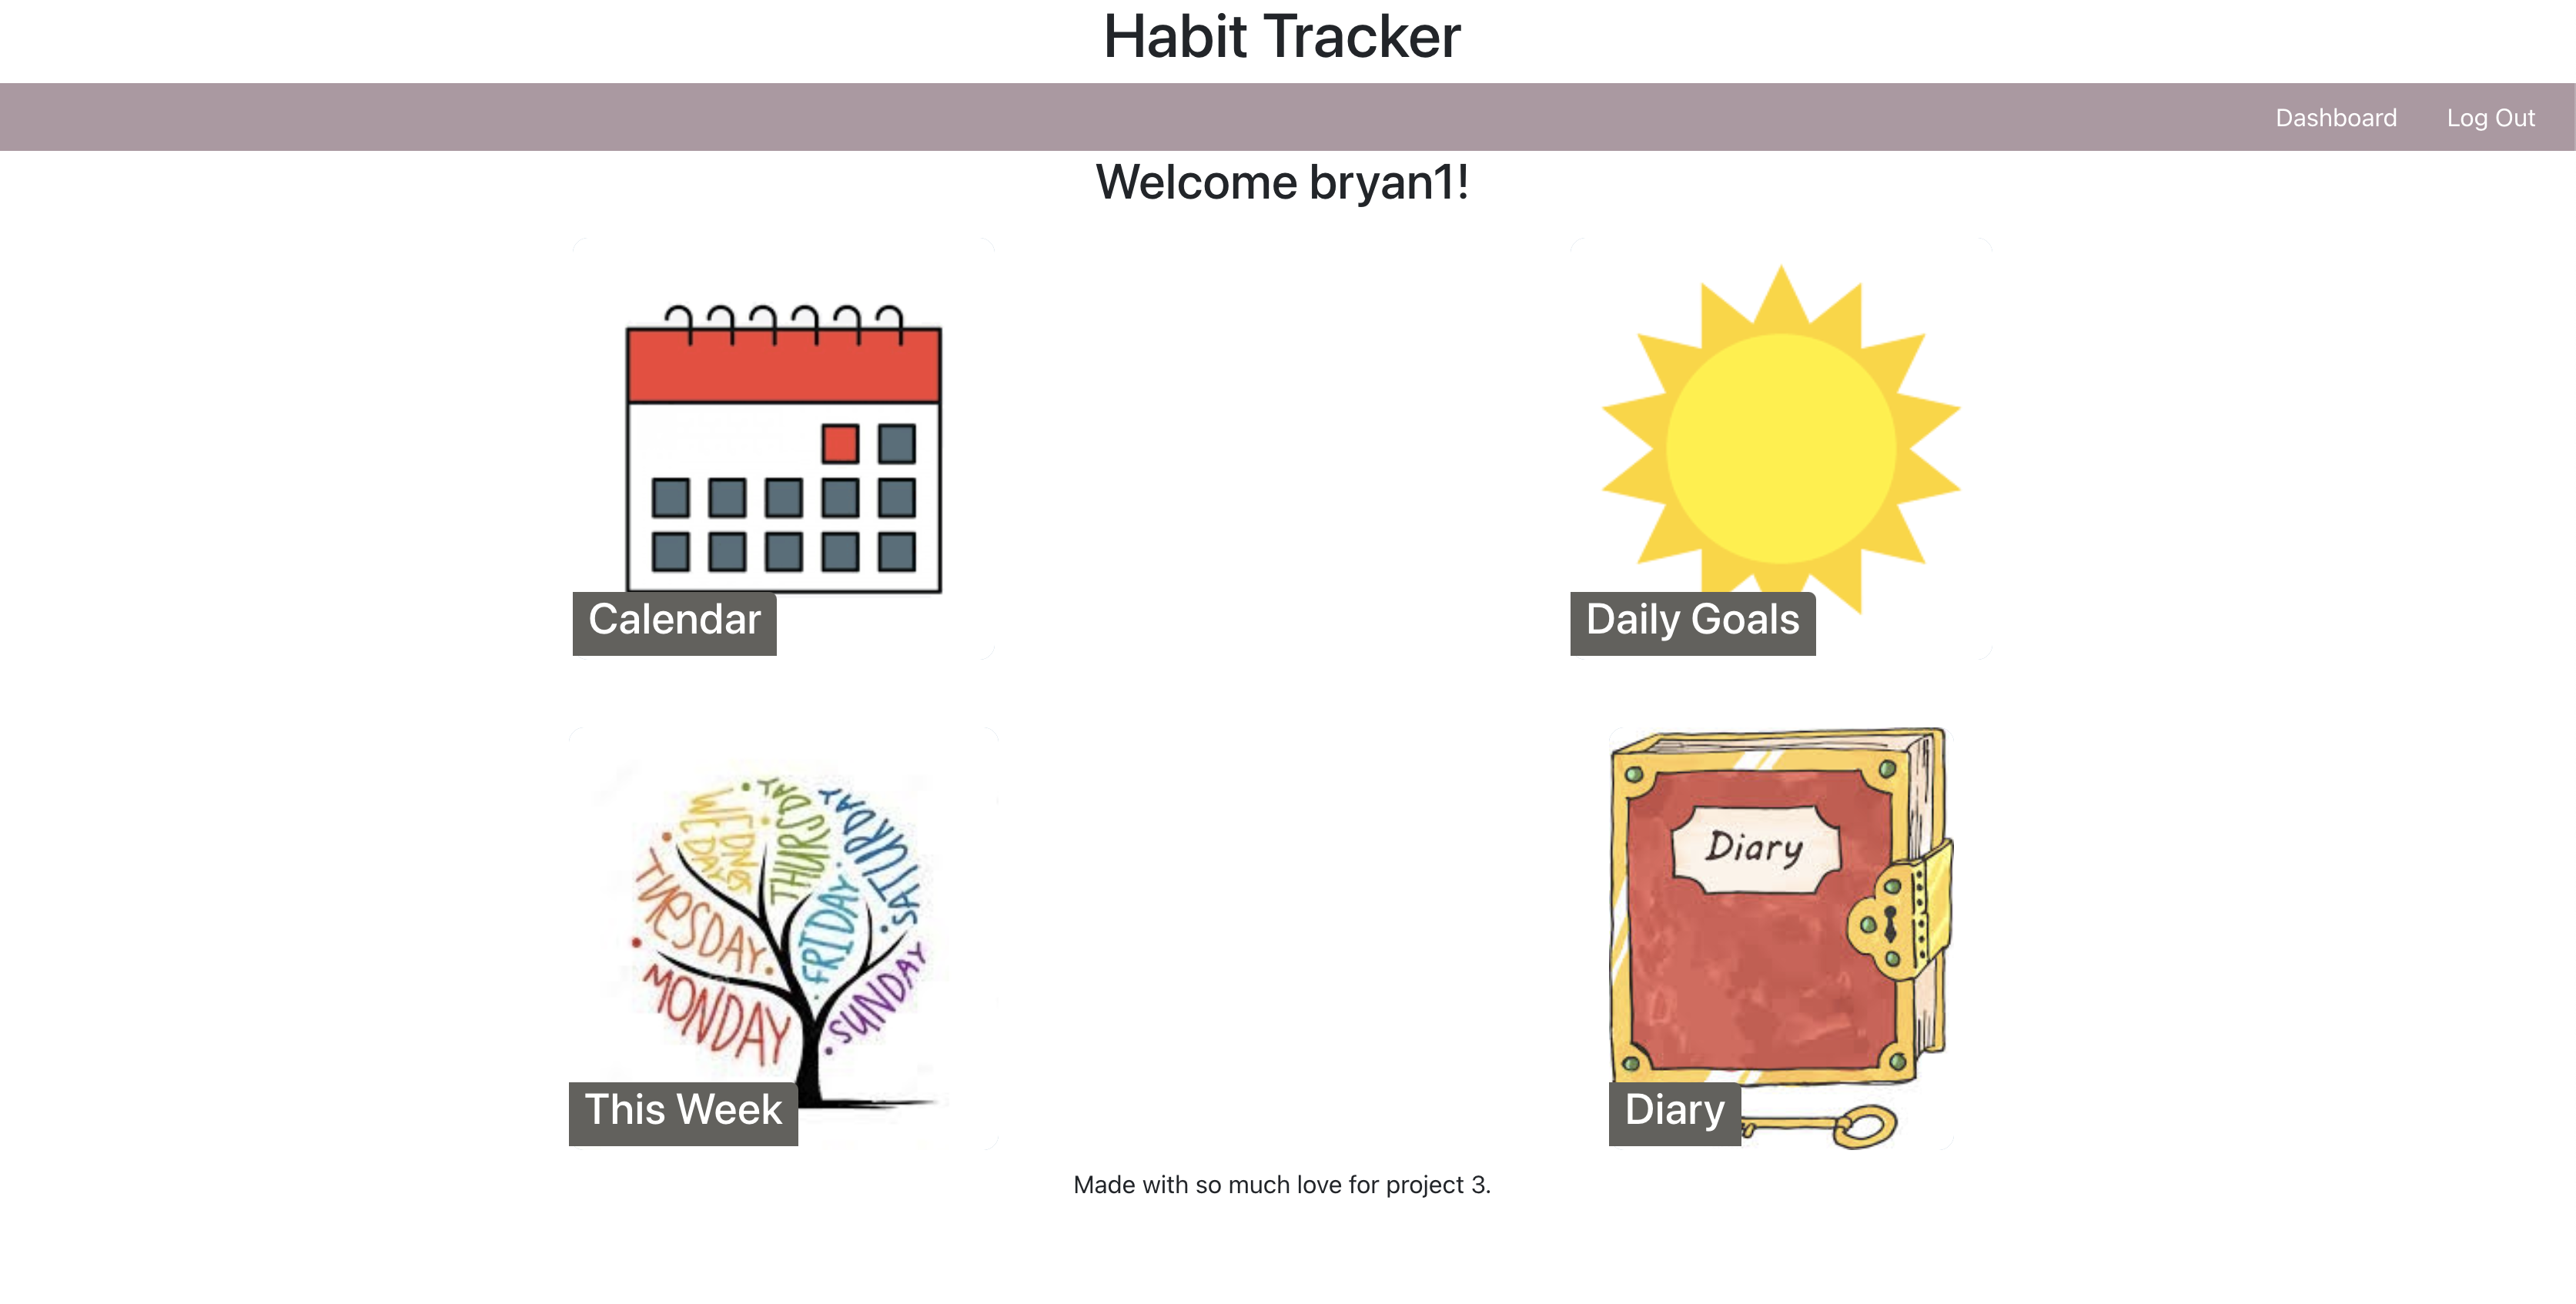 Habit Tracker
Dashboard Log Out
Welcome bryan1!
Calendar
Daily Goals
WEDNESDAY
THURSDAY
SATURDAY
TUESDAY
FRIDAY
MONDAY
SUNDAY
This Week
Diary
Diary
Made with so much love for project 3.